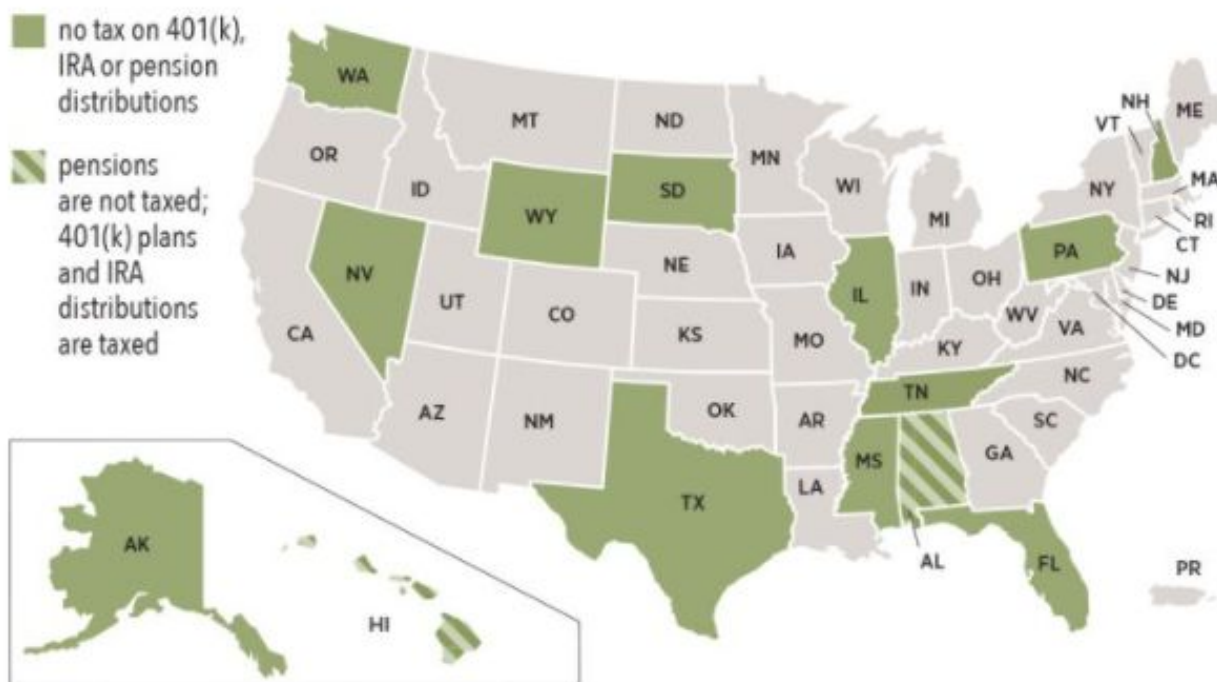 no tax on 401(k),
IRA or pension
distributions
pensions
are not taxed;
401(k) plans
and IRA
distributions
are taxed
WA
MT
ND
MN
VT
NH
ME
OR
ID
WY
SD
WI
MI
NY
MA
RI
CT
NV
UT
CO
NE
IA
IL
IN
OH
PA
NJ
DE
MD
DC
CA
KS
MO
KY
WV
VA
AZ
NM
OK
AR
TN
NC
SC
TX
LA
MS
AL
GA
FL
PR
AK
HI